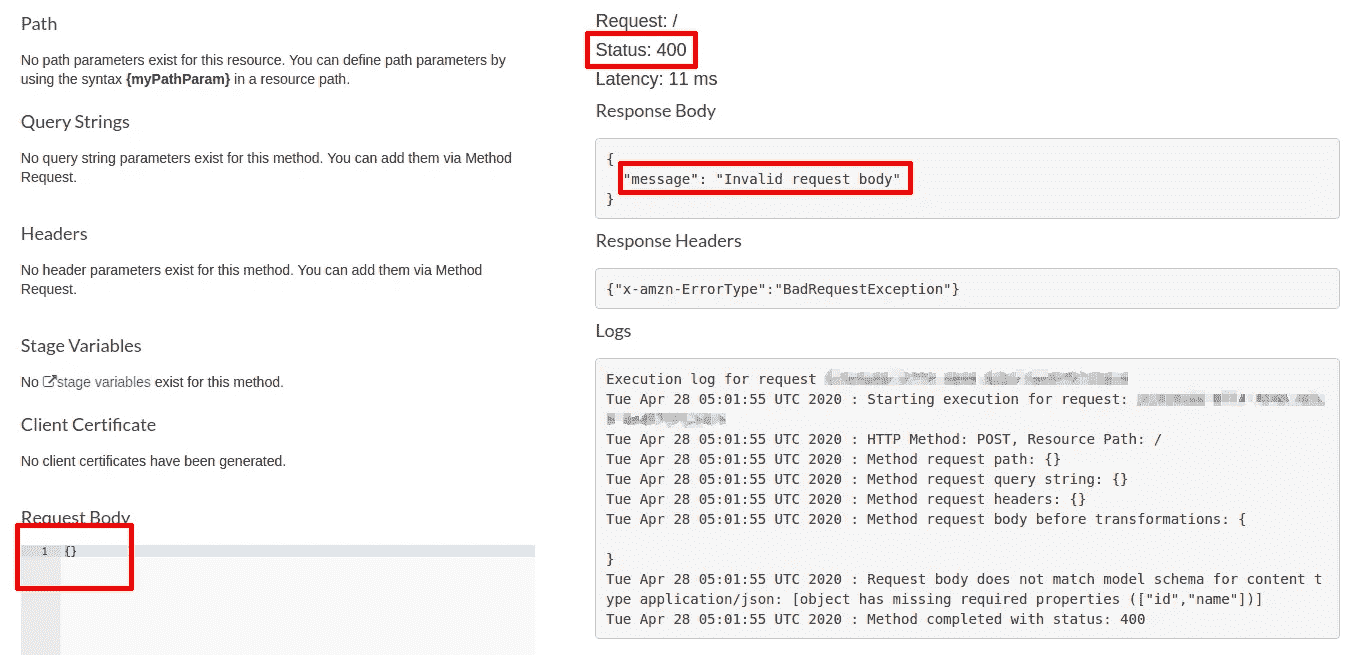 Path
No path parameters exist for this resource. You can define path parameters by
using the syntax {myPathParam} in a resource path.
Query Strings
No query string parameters exist for this method. You can add them via Method
Request.
Headers
No header parameters exist for this method. You can add them via Method
Request.
Stage Variables
No stage variables exist for this method.
Client Certificate
No client certificates have been generated.
Request Body
1 {}
Request: /
Status: 400
Latency: 11 ms
Response Body
{
"message": "Invalid request body"
}
Response Headers
{"x-amzn-ErrorType":"BadRequestException"}
Logs
Execution log for request
Tue Apr 28 05:01:55 UTC 2020 : Starting execution for request:
Tue Apr 28 05:01:55 UTC 2020 : HTTP Method: POST, Resource Path: /
Tue Apr 28 05:01:55 UTC 2020 : Method request path: {}
Tue Apr 28 05:01:55 UTC 2020 : Method request query string: {}
Tue Apr 28 05:01:55 UTC 2020 : Method request headers: {}
Tue Apr 28 05:01:55 UTC 2020 : Method request body before transformations: {
}
Tue Apr 28 05:01:55 UTC 2020 : Request body does not match model schema for content t
ype application/json: [object has missing required properties (["id","name"])]
Tue Apr 28 05:01:55 UTC 2020 : Method completed with status: 400